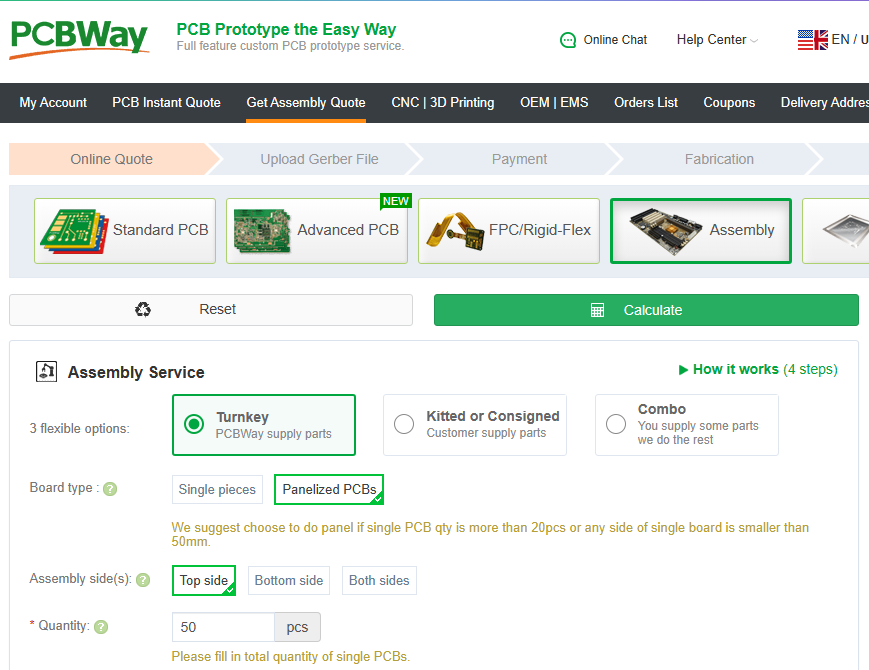 PCBWay
PCB Prototype the Easy Way
Full feature custom PCB prototype service.
Online Chat
Help Center
EN / U
My Account
PCB Instant Quote
Get Assembly Quote
CNC | 3D Printing
OEM | EMS
Orders List
Coupons
Delivery Addres
Online Quote
Upload Gerber File
Payment
Fabrication
Standard PCB
NEW
Advanced PCB
FPC/Rigid-Flex
Assembly
Reset
Calculate
Assembly Service
How it works (4 steps)
3 flexible options:
Turnkey
PCBWay supply parts
Kitted or Consigned
Customer supply parts
Combo
You supply some parts
we do the rest
Board type :
?
Single pieces
Panelized PCBs
We suggest choose to do panel if single PCB qty is more than 20pcs or any side of single board is smaller than
50mm.
Assembly side(s):
?
Top side
Bottom side
Both sides
* Quantity:
?
50
pcs
Please fill in total quantity of single PCBs.